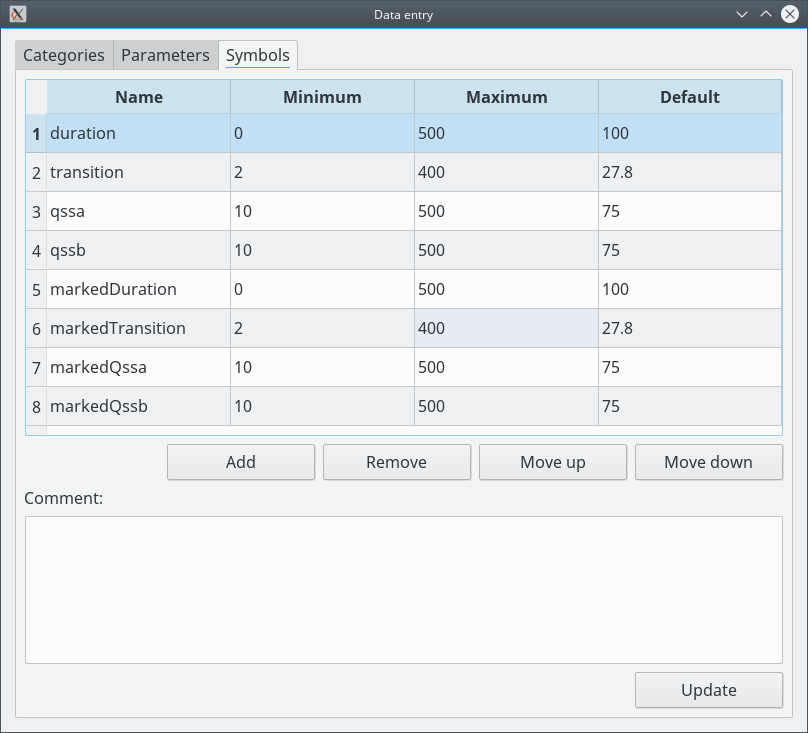 Data entry
Categories Parameters Symbols
Name Minimum Maximum Default
1 duration 0 500 100
2 transition 2 400 27.8
3 qssa 10 500 75
4 qssb 10 500 75
5 markedDuration 0 500 100
6 markedTransition 2 400 27.8
7 markedQssa 10 500 75
8 markedQssb 10 500 75
Add Remove Move up Move down
Comment:
Update